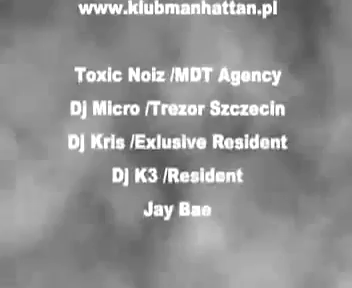 www.klubmanhattan.pl
Toxic Noiz /MDT Agency
Dj Micro /Trezor Szczecin
Dj Kris /Exlusive Resident
Dj K3 /Resident
Jay Bae